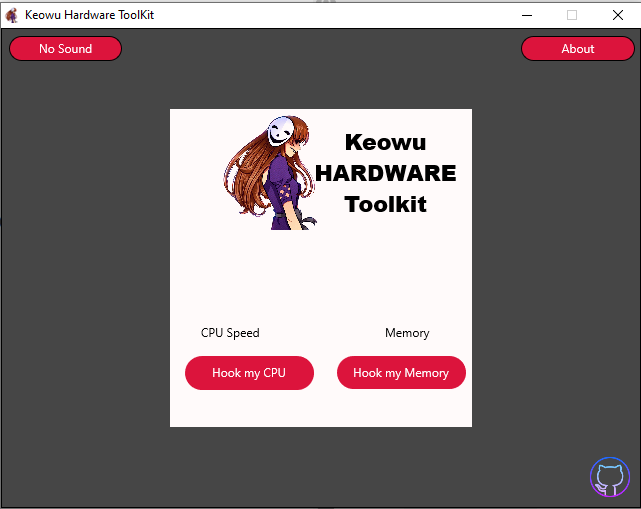 Keowu Hardware ToolKit
No Sound
About
Keowu
HARDWARE
Toolkit
CPU Speed
Memory
Hook my CPU
Hook my Memory